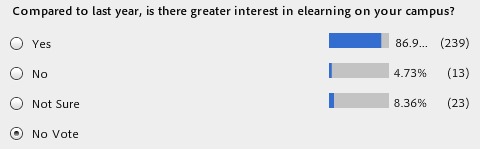 Compared to last year, is there greater interest in elearning on your campus?
Yes 86.9... (239)
No 4.73% (13)
Not Sure 8.36% (23)
No Vote